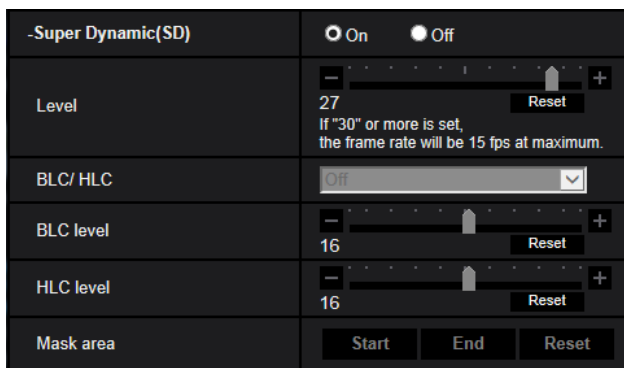 -Super Dynamic(SD) On Off
Level
27 Reset
If "30" or more is set,
the frame rate will be 15 fps at maximum.
BLC/ HLC Off
BLC level
16 Reset
HLC level
16 Reset
Mask area Start End Reset